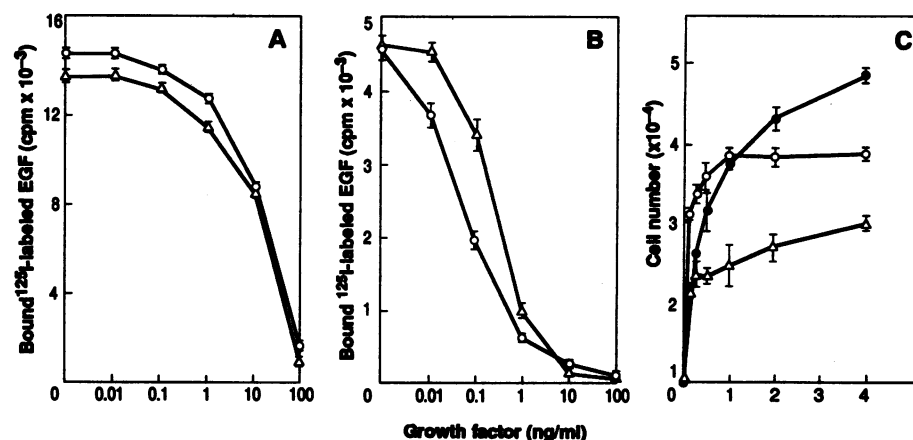 A
B
C
Bound 125I-labeled EGF (cpm x 10–3)
16
12
8
4
0 0.01 0.1 1 10 100
Bound 125I-labeled EGF (cpm x 10–3)
5
4
3
2
1
0 0.01 0.1 1 10 100
Cell number (x10–4)
5
4
3
2
1
0 1 2 3 4
Growth factor (ng/ml)